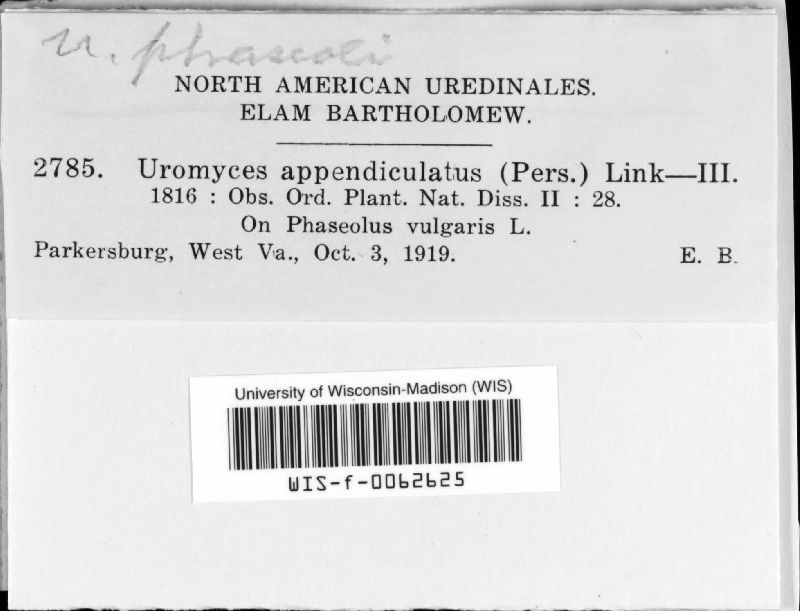 U. phaseoli
NORTH AMERICAN UREDINALES.
ELAM BARTHOLOMEW.
2785. Uromyces appendiculatus (Pers.) Link—III.
1816 : Obs. Ord. Plant. Nat. Diss. II : 28.
On Phaseolus vulgaris L.
Parkersburg, West Va., Oct. 3, 1919. E. B.
University of Wisconsin-Madison (WIS)
WIS-f-0062625